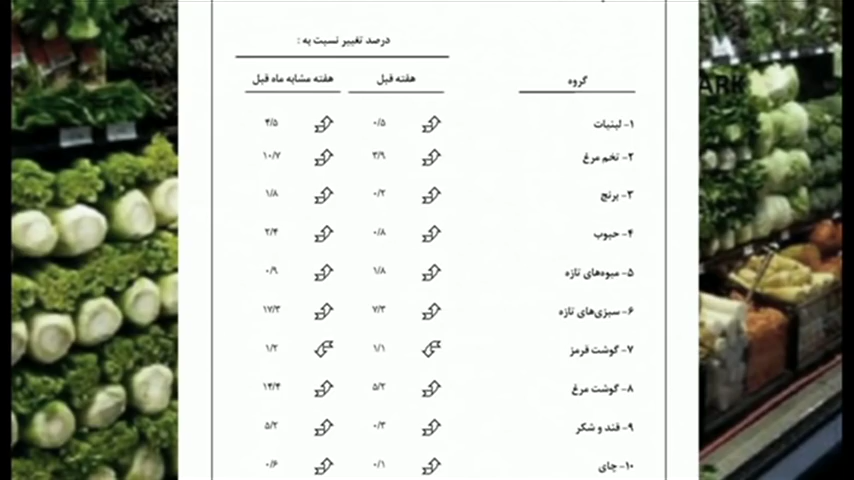 درصد تغییر نسبت به :
گروه هفته قبل هفته مشابه ماه قبل
۱- لبنیات ۰/۵ ۴/۵
۲- تخم مرغ ۳/۹ ۱۰/۷
۳- برنج ۰/۲ ۱/۸
۴- حبوب ۰/۸ ۲/۴
۵- میوه‌های تازه ۱/۸ ۰/۹
۶- سبزی‌های تازه ۷/۳ ۱۷/۳
۷- گوشت قرمز ۱/۱ ۱/۲
۸- گوشت مرغ ۵/۲ ۱۴/۴
۹- قند و شکر ۰/۳ ۵/۲
۱۰- چای ۰/۱ ۰/۶
ARK